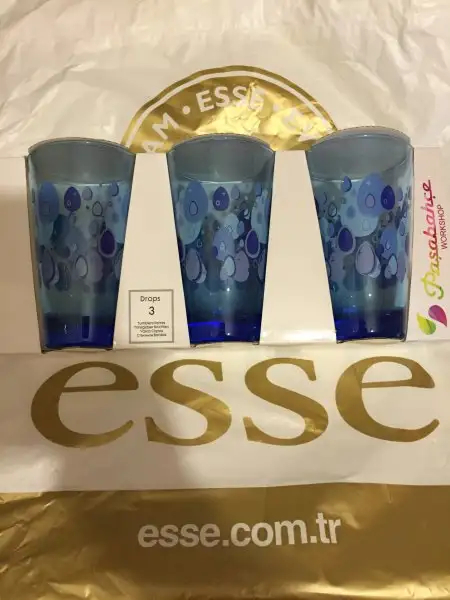 AM • ESSE •
Drops
3
Paşabahçe
WORKSHOP
esse
esse.com.tr